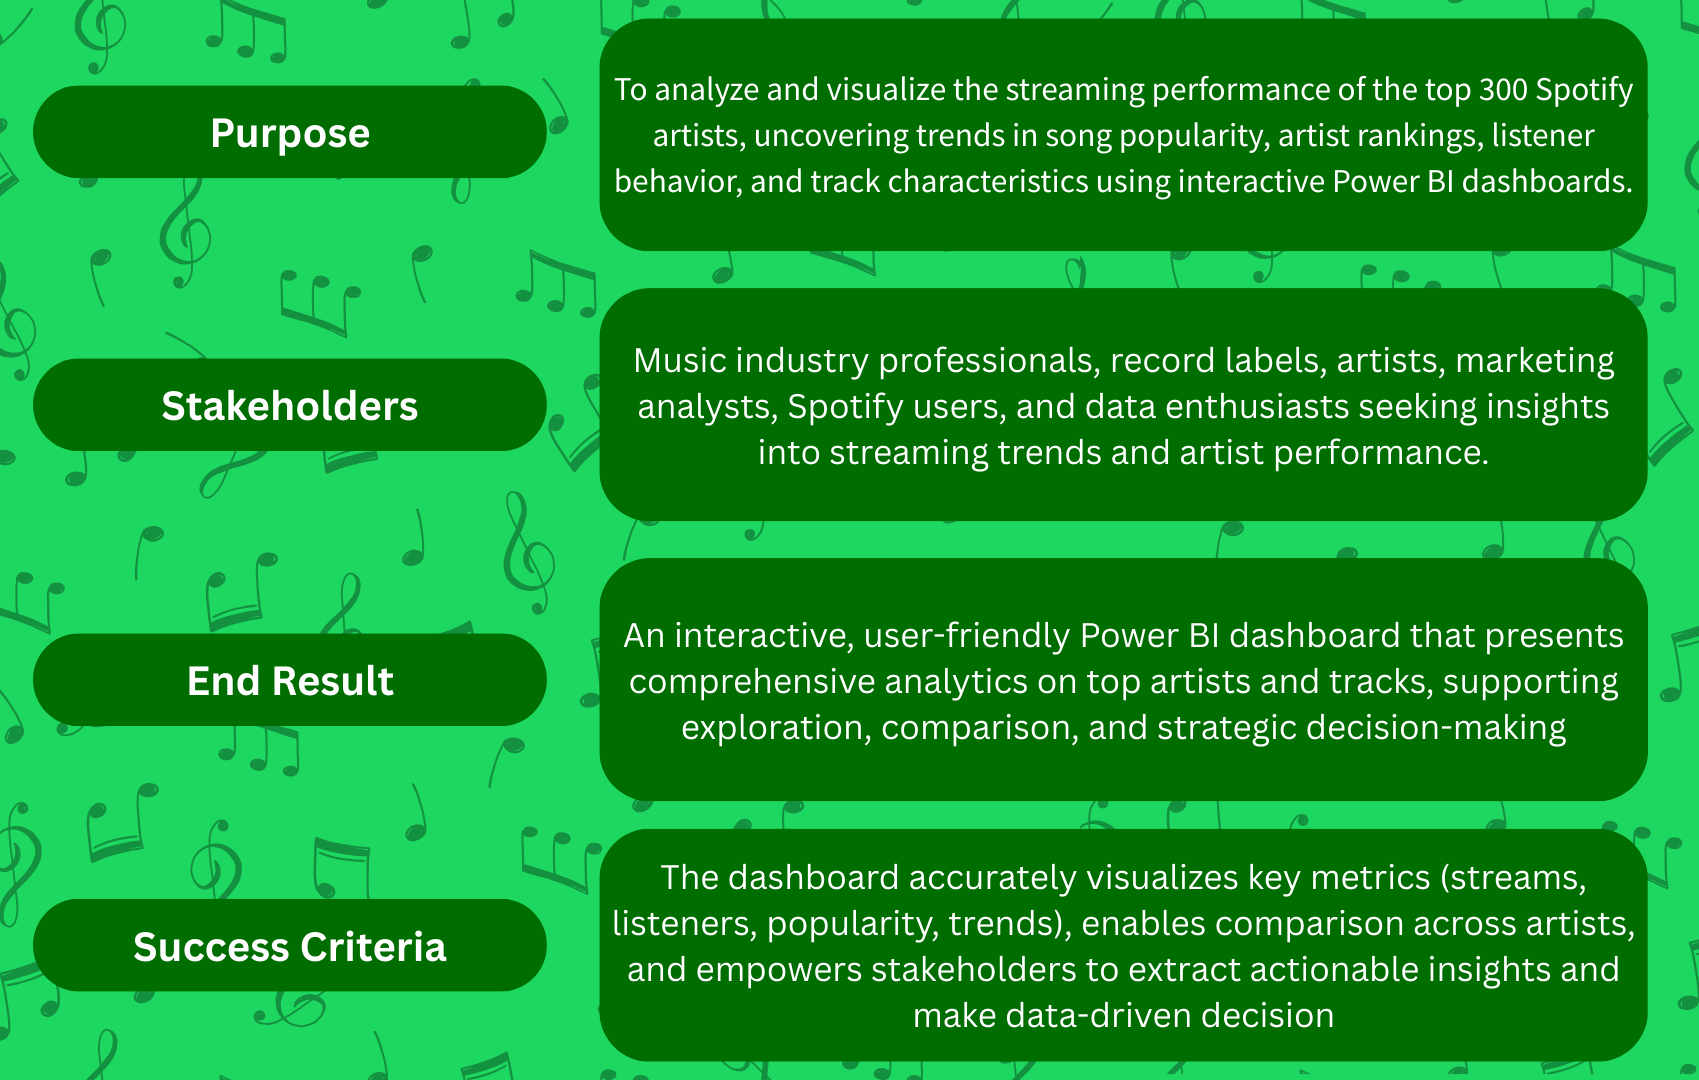 Purpose
To analyze and visualize the streaming performance of the top 300 Spotify
artists, uncovering trends in song popularity, artist rankings, listener
behavior, and track characteristics using interactive Power BI dashboards.
Stakeholders
Music industry professionals, record labels, artists, marketing
analysts, Spotify users, and data enthusiasts seeking insights
into streaming trends and artist performance.
End Result
An interactive, user-friendly Power BI dashboard that presents
comprehensive analytics on top artists and tracks, supporting
exploration, comparison, and strategic decision-making
Success Criteria
The dashboard accurately visualizes key metrics (streams,
listeners, popularity, trends), enables comparison across artists,
and empowers stakeholders to extract actionable insights and
make data-driven decision